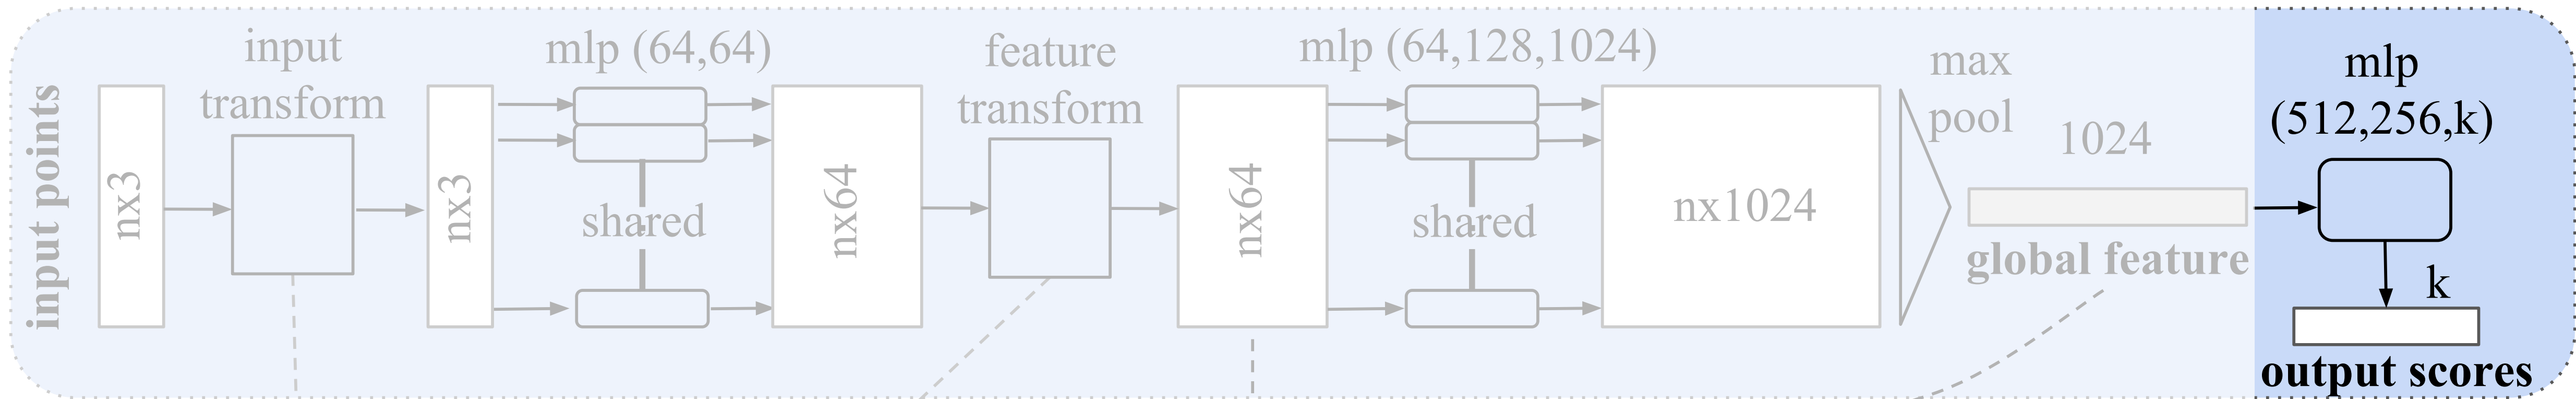 input points
nx3
input
transform
nx3
mlp (64,64)
shared
nx64
feature
transform
nx64
mlp (64,128,1024)
shared
nx1024
max
pool
1024
global feature
mlp
(512,256,k)
k
output scores